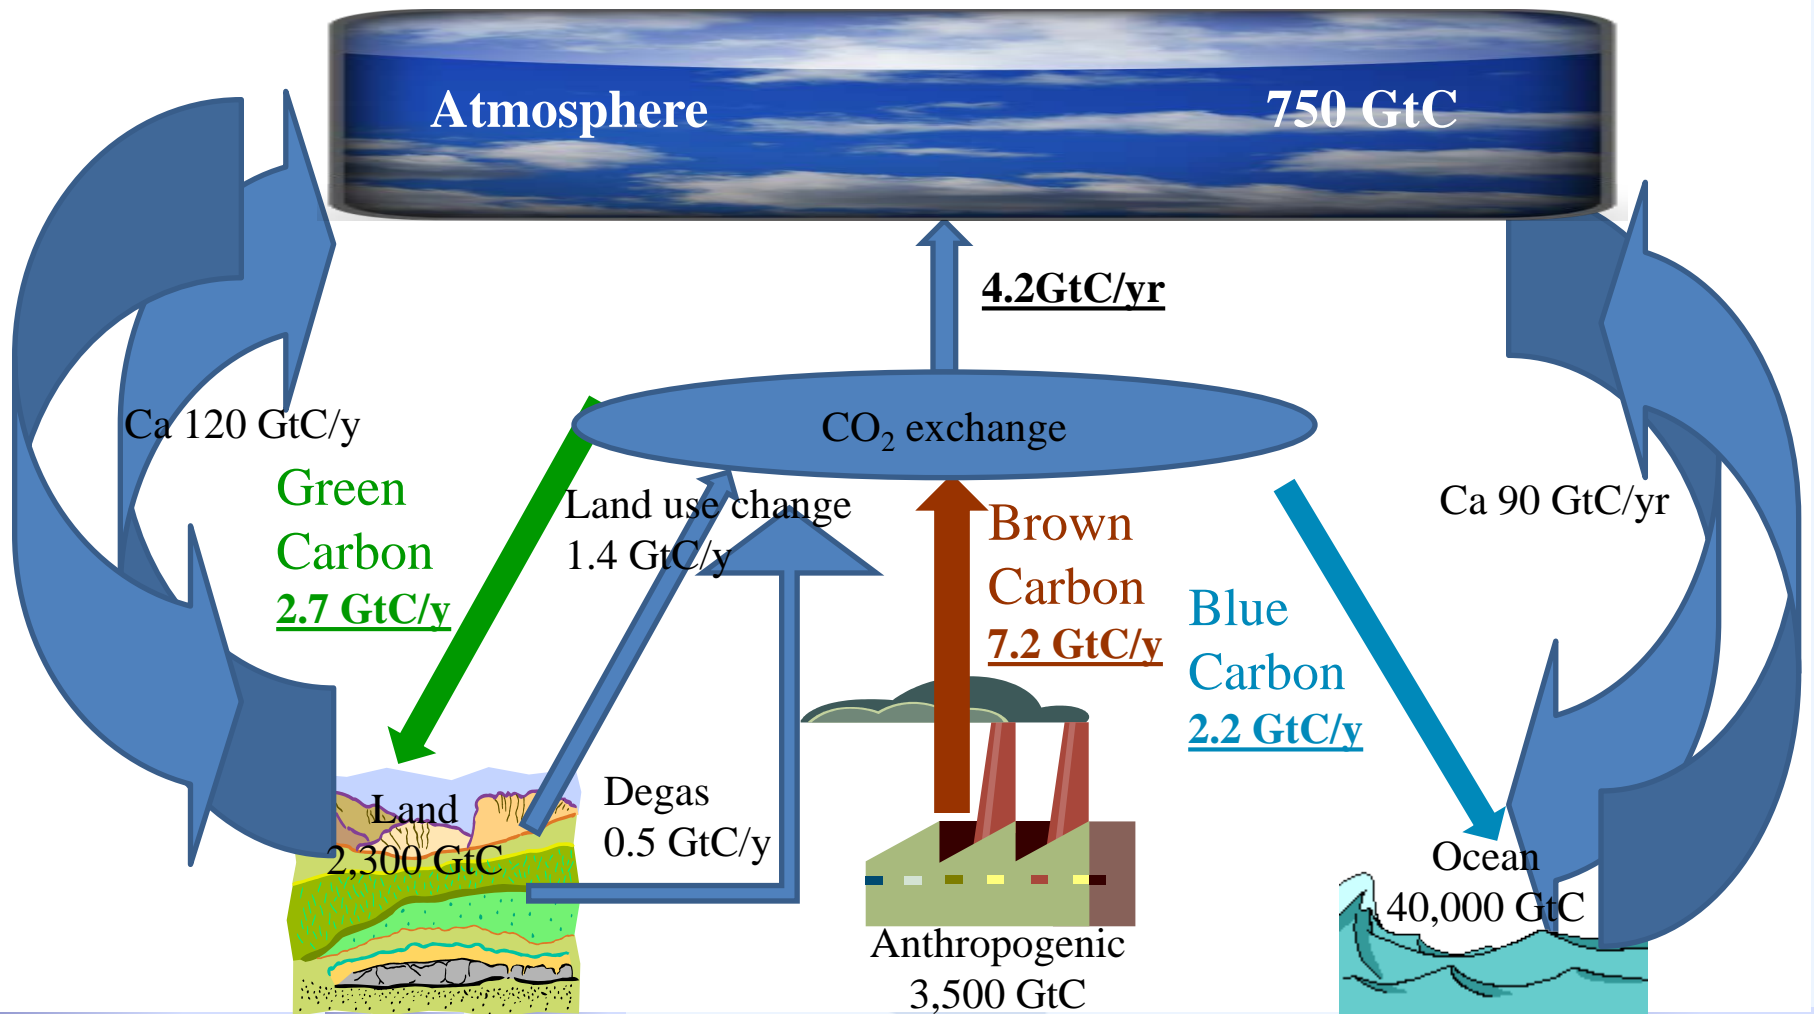 Atmosphere
750 GtC
4.2GtC/yr
CO₂ exchange
Ca 120 GtC/y
Green
Carbon
2.7 GtC/y
Land use change
1.4 GtC/y
Brown
Carbon
7.2 GtC/y
Blue
Carbon
2.2 GtC/y
Ca 90 GtC/yr
Land
2,300 GtC
Degas
0.5 GtC/y
Anthropogenic
3,500 GtC
Ocean
40,000 GtC